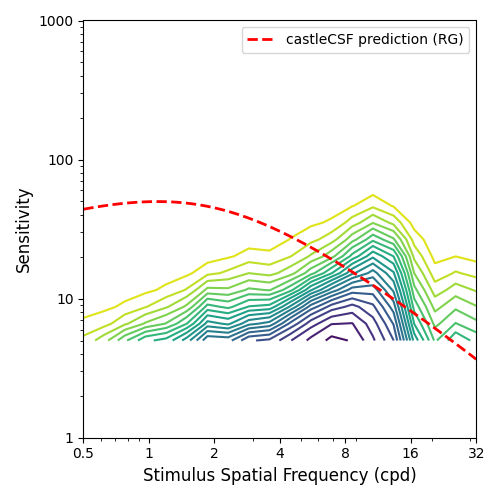 1000
castleCSF prediction (RG)
100
10
1
Sensitivity
0.5 1 2 4 8 16 32
Stimulus Spatial Frequency (cpd)